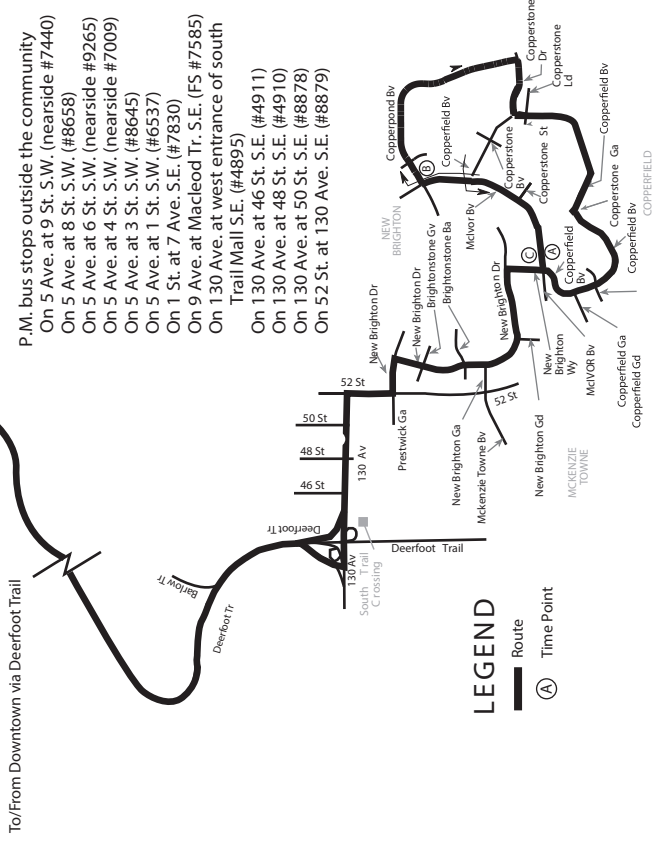 To/From Downtown via Deerfoot Trail
P.M. bus stops outside the community
On 5 Ave. at 9 St. S.W. (nearside #7440)
On 5 Ave. at 8 St. S.W. (#8658)
On 5 Ave. at 6 St. S.W. (nearside #9265)
On 5 Ave. at 4 St. S.W. (nearside #7009)
On 5 Ave. at 3 St. S.W. (#8645)
On 5 Ave. at 1 St. S.W. (#6537)
On 1 St. at 7 Ave. S.E. (#7830)
On 9 Ave. at Macleod Tr. S.E. (FS #7585)
On 130 Ave. at west entrance of south
Trail Mall S.E. (#4895)
On 130 Ave. at 46 St. S.E. (#4911)
On 130 Ave. at 48 St. S.E. (#4910)
On 130 Ave. at 50 St. S.E. (#8878)
On 52 St. at 130 Ave. S.E. (#8879)
Barlow Tr
Deerfoot Tr
Deerfoot Tr
46 St
48 St
50 St
52 St
130 Av
130 Av
South Trail
Crossing
Deerfoot Trail
New Brighton Dr
New Brighton Dr
Brightonstone Gv
Brightonstone Ba
Prestwick Ga
New Brighton Ga
Mckenzie Towne Bv
52 St
New Brighton Dr
New Brighton Gd
MCKENZIE
TOWNE
New
Brighton
Wy
McIVOR Bv
Copperfield Ga
Copperfield Gd
NEW
BRIGHTON
Copperpond Bv
B
Copperfield Bv
McIvor Bv
Copperstone
Bv
Copperstone St
C
A
Copperfield
Bv
Copperstone
Dr
Copperstone
Ld
Copperfield Bv
Copperstone Ga
Copperfield Bv
COPPERFIELD
LEGEND
Route
A Time Point